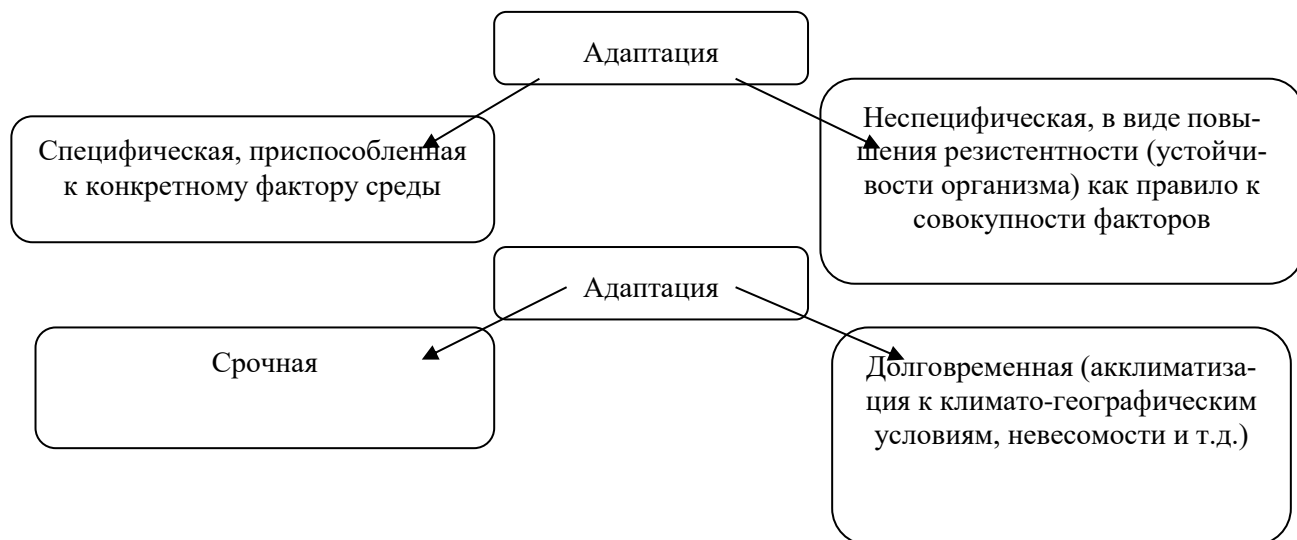 Адаптация
Специфическая, приспособленная
к конкретному фактору среды
Неспецифическая, в виде повы-
шения резистентности (устойчи-
вости организма) как правило к
совокупности факторов
Адаптация
Срочная
Долговременная (акклиматиза-
ция к климато-географическим
условиям, невесомости и т.д.)